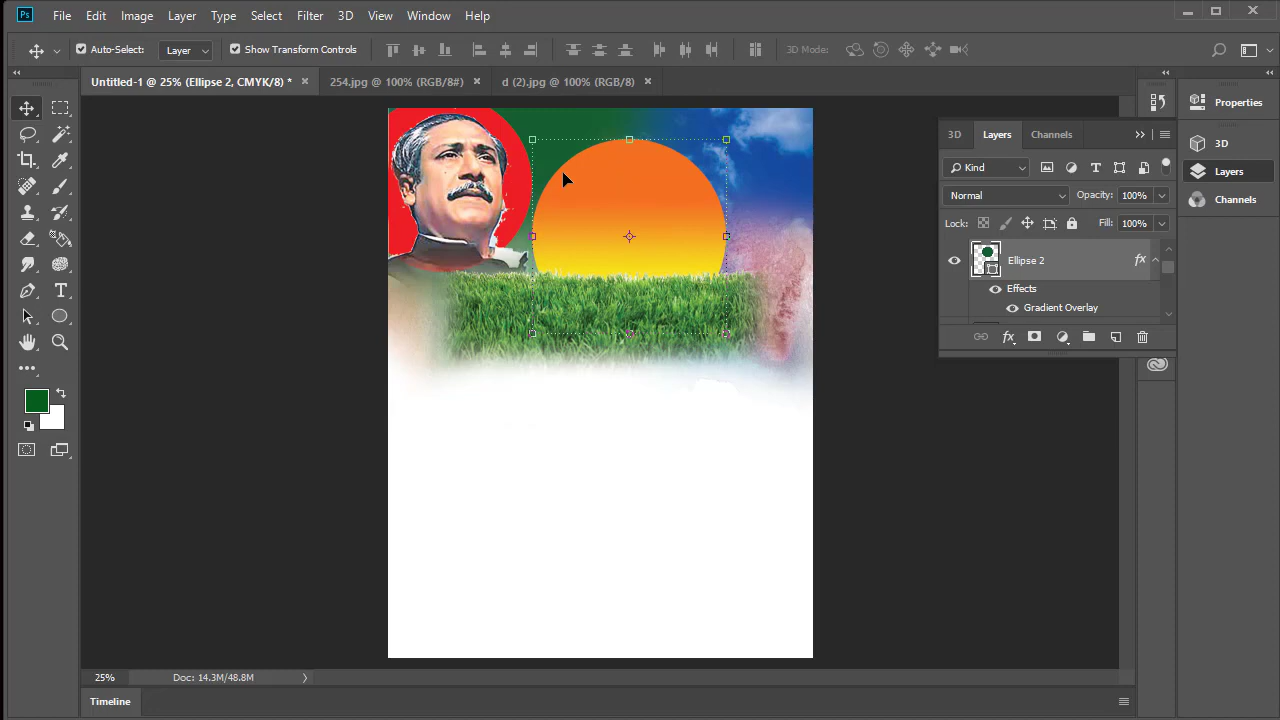 Ps File Edit Image Layer Type Select Filter 3D View Window Help
Auto-Select: Layer Show Transform Controls 3D Mode:
Untitled-1 @ 25% (Ellipse 2, CMYK/8) * 254.jpg @ 100% (RGB/8#) d (2).jpg @ 100% (RGB/8)
Properties
3D Layers Channels
3D
Kind
Layers
Normal Opacity: 100%
Channels
Lock: Fill: 100%
Ellipse 2 fx
Effects
Gradient Overlay
fx
T
25% Doc: 14.3M/48.8M
Timeline